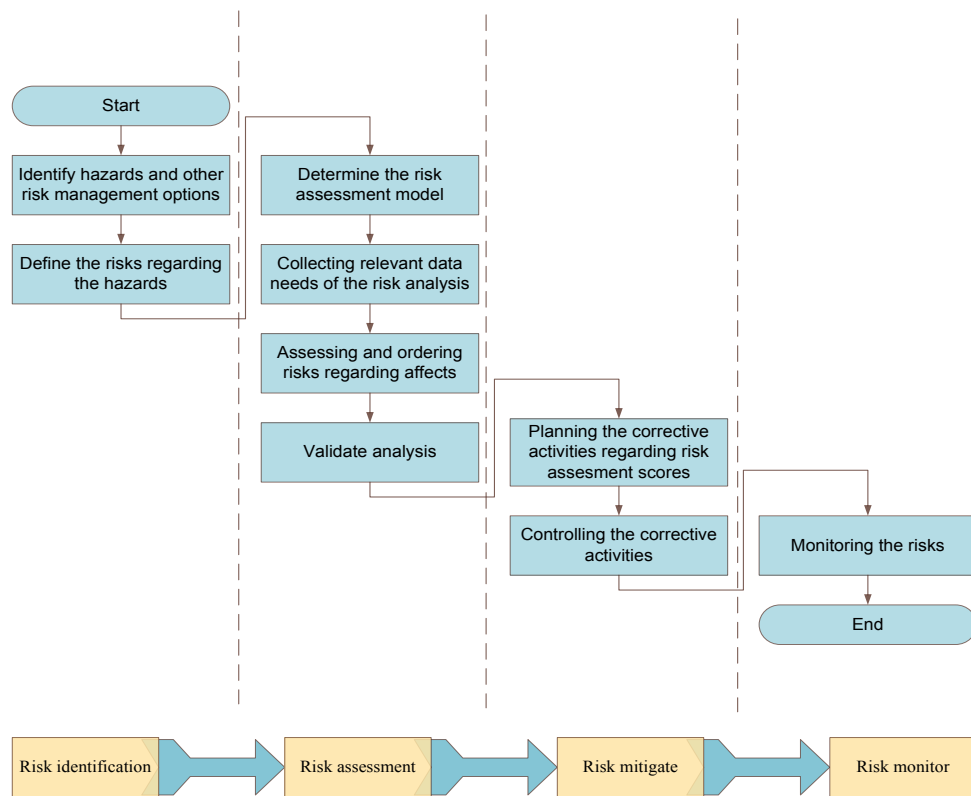 Start
Identify hazards and other
risk management options
Define the risks regarding
the hazards
Determine the risk
assessment model
Collecting relevant data
needs of the risk analysis
Assessing and ordering
risks regarding affects
Validate analysis
Planning the corrective
activities regarding risk
assesment scores
Controlling the corrective
activities
Monitoring the risks
End
Risk identification
Risk assessment
Risk mitigate
Risk monitor